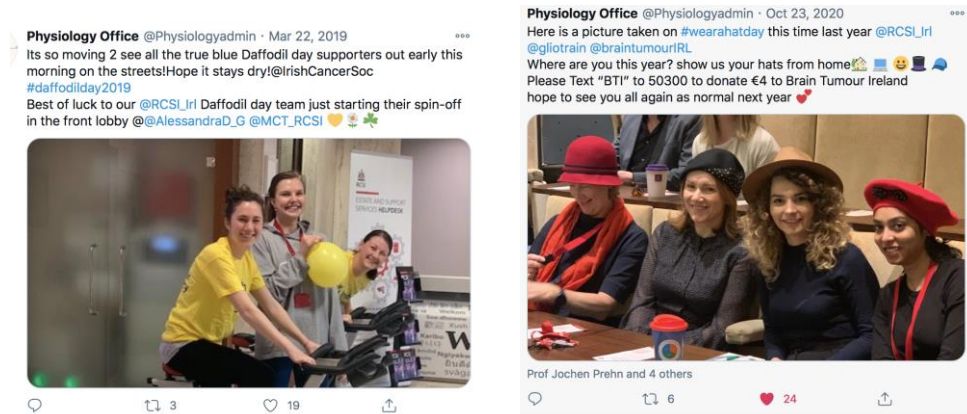 Physiology Office @Physiologyadmin · Mar 22, 2019
Its so moving 2 see all the true blue Daffodil day supporters out early this
morning on the streets!Hope it stays dry!@IrishCancerSoc
#daffodilday2019
Best of luck to our @RCSI_Irl Daffodil day team just starting their spin-off
in the front lobby @@AlessandraD_G @MCT_RCSI 💛 🌼 ☘️
RCSI
ESTATE AND SUPPORT
SERVICES HELPDESK
3
19
Physiology Office @Physiologyadmin · Oct 23, 2020
Here is a picture taken on #wearahatday this time last year @RCSI_Irl
@gliotrain @braintumourIRL
Where are you this year? show us your hats from home🏡 💻 😀🎩 🧢
Please Text “BTI” to 50300 to donate €4 to Brain Tumour Ireland
hope to see you all again as normal next year 💕
Prof Jochen Prehn and 4 others
6
24